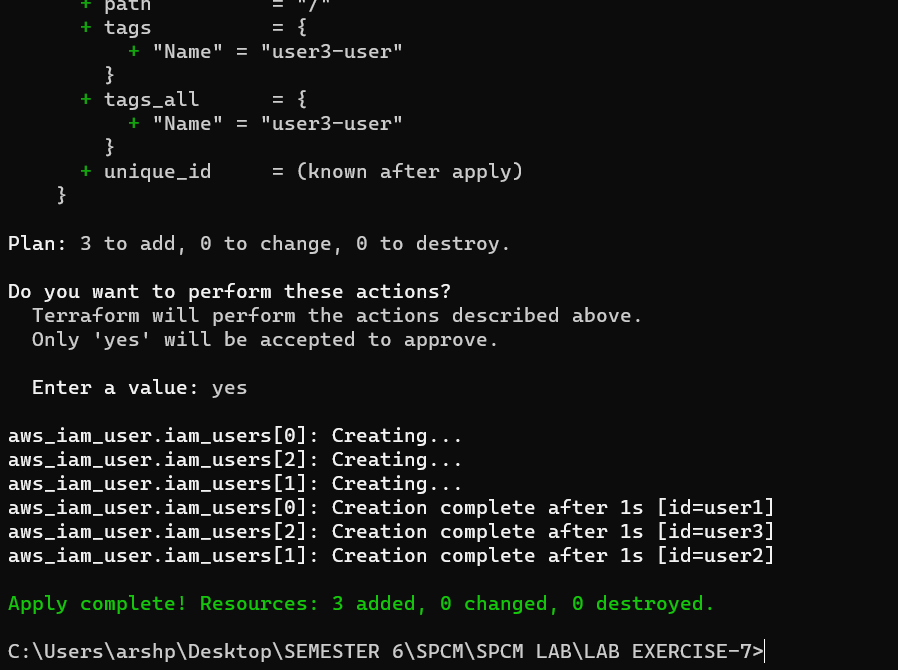 + path          = "/"
+ tags          = {
+ "Name" = "user3-user"
}
+ tags_all      = {
+ "Name" = "user3-user"
}
+ unique_id     = (known after apply)
}
Plan: 3 to add, 0 to change, 0 to destroy.
Do you want to perform these actions?
Terraform will perform the actions described above.
Only 'yes' will be accepted to approve.
Enter a value: yes
aws_iam_user.iam_users[0]: Creating...
aws_iam_user.iam_users[2]: Creating...
aws_iam_user.iam_users[1]: Creating...
aws_iam_user.iam_users[0]: Creation complete after 1s [id=user1]
aws_iam_user.iam_users[2]: Creation complete after 1s [id=user3]
aws_iam_user.iam_users[1]: Creation complete after 1s [id=user2]
Apply complete! Resources: 3 added, 0 changed, 0 destroyed.
C:\Users\arshp\Desktop\SEMESTER 6\SPCM\SPCM LAB\LAB EXERCISE-7>